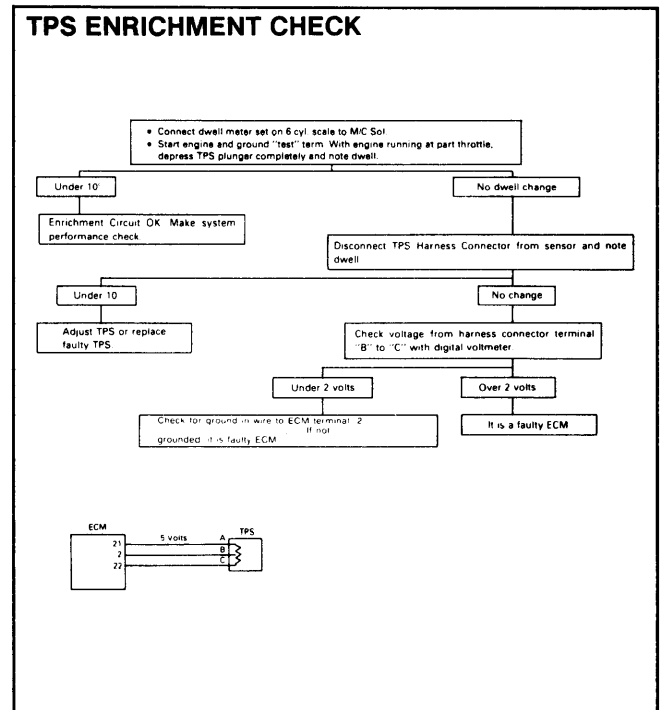 TPS ENRICHMENT CHECK
• Connect dwell meter set on 6 cyl. scale to M/C Sol.
• Start engine and ground "test" term. With engine running at part throttle,
depress TPS plunger completely and note dwell.
Under 10°
No dwell change
Enrichment Circuit OK. Make system
performance check.
Disconnect TPS Harness Connector from sensor and note
dwell
Under 10
No change
Adjust TPS or replace
faulty TPS.
Check voltage from harness connector terminal
"B" to "C" with digital voltmeter.
Under 2 volts
Over 2 volts
Check for ground in wire to ECM terminal 2
If not
grounded it is faulty ECM
It is a faulty ECM
ECM
5 volts
A
TPS
21
B
2
C
22